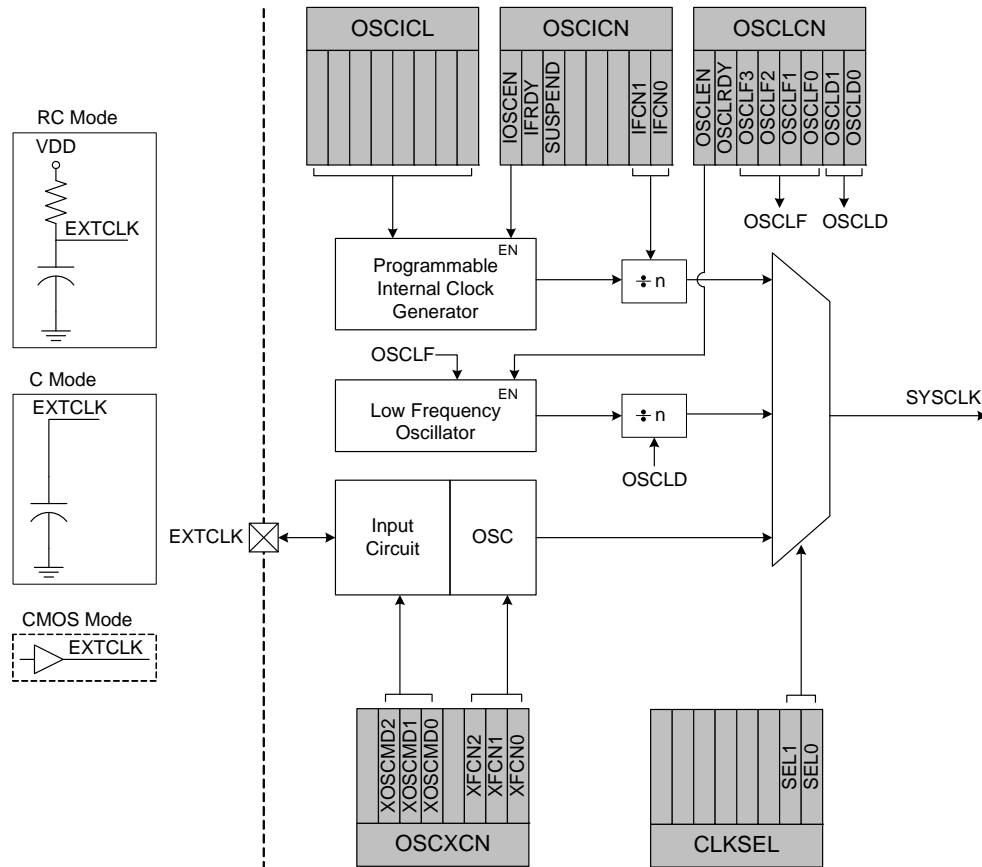 OSCICL
OSCICN
IOSCEN
IFRDY
SUSPEND
IFCN1
IFCN0
OSCLCN
OSCLEN
OSCLRDY
OSCLF3
OSCLF2
OSCLF1
OSCLF0
OSCLD1
OSCLD0
OSCLF
OSCLD
RC Mode
VDD
EXTCLK
C Mode
EXTCLK
CMOS Mode
EXTCLK
EN
Programmable
Internal Clock
Generator
÷ n
OSCLF
EN
Low Frequency
Oscillator
÷ n
OSCLD
SYSCLK
EXTCLK
Input
Circuit
OSC
XOSCMD2
XOSCMD1
XOSCMD0
XFCN2
XFCN1
XFCN0
OSCXCN
SEL1
SEL0
CLKSEL